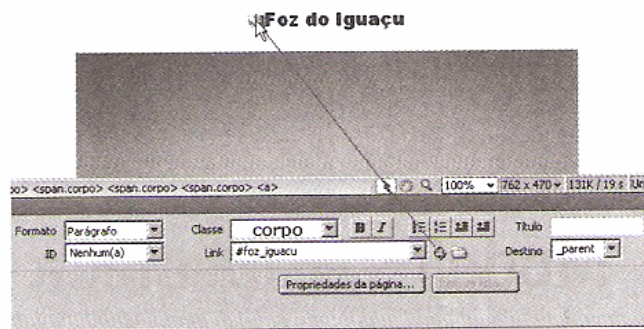 Foz do Iguaçu
po> <span.corpo> <span.corpo> <span.corpo> <a>
100% 762 x 470 131K / 19 s
Formato Parágrafo Classe corpo B I Título
ID Nenhum(a) Link #foz_iguacu Destino _parent
Propriedades da página...